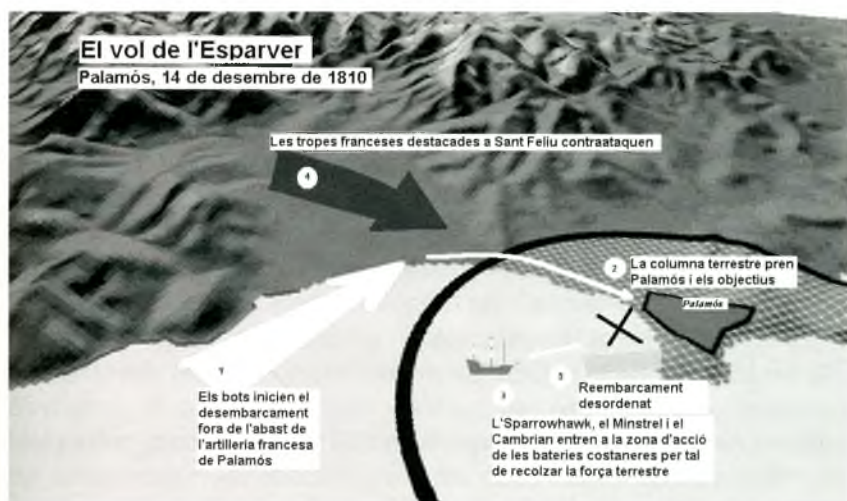 El vol de l'Esparver
Palamós, 14 de desembre de 1810
Les tropes franceses destacades a Sant Feliu contraataquen
4
2
La columna terrestre pren
Palamós i els objectius
Palamós
1
Els bots inicien el
desembarcament
fora de l'abast de
l'artilleria francesa
de Palamós
3
5
Reembarcament
desordenat
L'Sparrowhawk, el Minstrel i el
Cambrian entren a la zona d'acció
de les bateries costaneres per tal
de recolzar la força terrestre